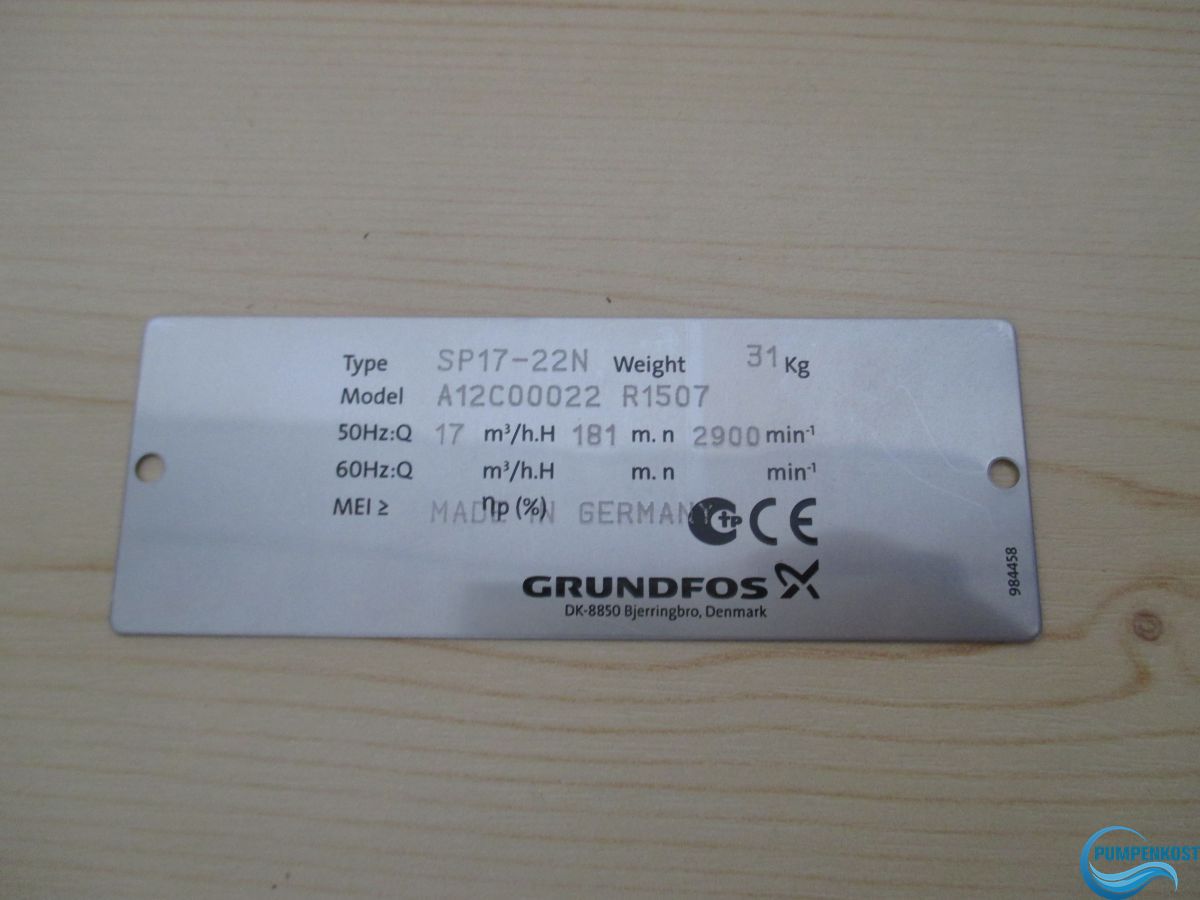 Type SP17-22N Weight 31 Kg
Model A12C00022 R1507
50Hz:Q 17 m³/h.H 181 m. n 2900 min⁻¹
60Hz:Q m³/h.H m. n min⁻¹
MEI ≥ ηp (%) MADE IN GERMANY CE
GRUNDFOS
DK-8850 Bjerringbro, Denmark
984458
PUMPENKOST